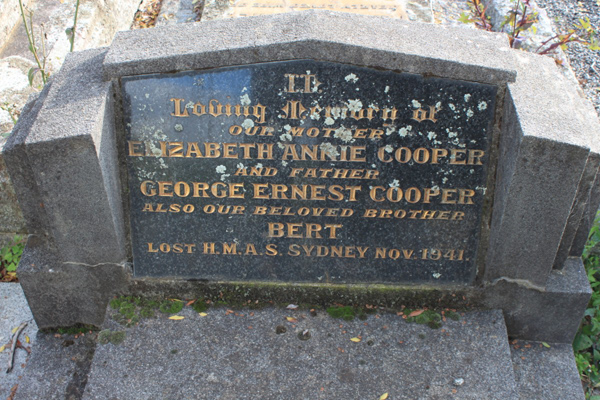 In
Loving Memory of
OUR MOTHER
ELIZABETH ANNIE COOPER
AND FATHER
GEORGE ERNEST COOPER
ALSO OUR BELOVED BROTHER
BERT
LOST H.M.A.S. SYDNEY NOV. 1941.